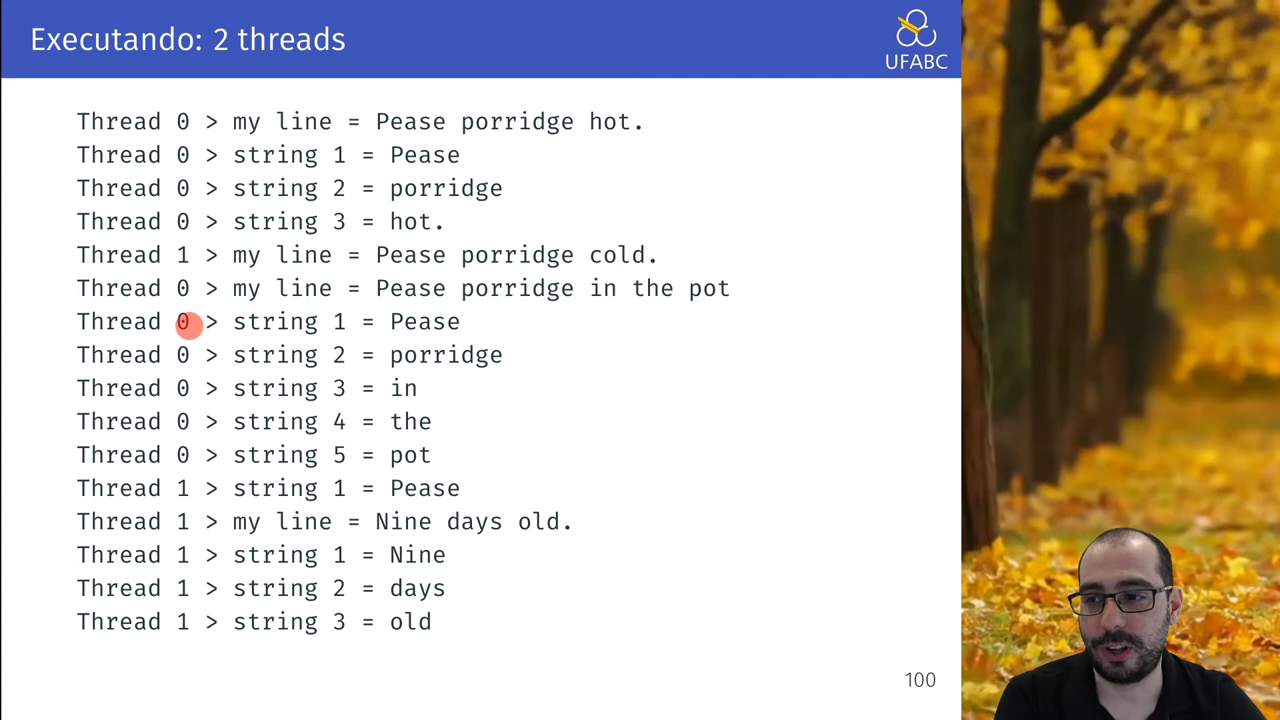 Executando: 2 threads
UFABC
Thread 0 > my line = Pease porridge hot.
Thread 0 > string 1 = Pease
Thread 0 > string 2 = porridge
Thread 0 > string 3 = hot.
Thread 1 > my line = Pease porridge cold.
Thread 0 > my line = Pease porridge in the pot
Thread 0 > string 1 = Pease
Thread 0 > string 2 = porridge
Thread 0 > string 3 = in
Thread 0 > string 4 = the
Thread 0 > string 5 = pot
Thread 1 > string 1 = Pease
Thread 1 > my line = Nine days old.
Thread 1 > string 1 = Nine
Thread 1 > string 2 = days
Thread 1 > string 3 = old
100